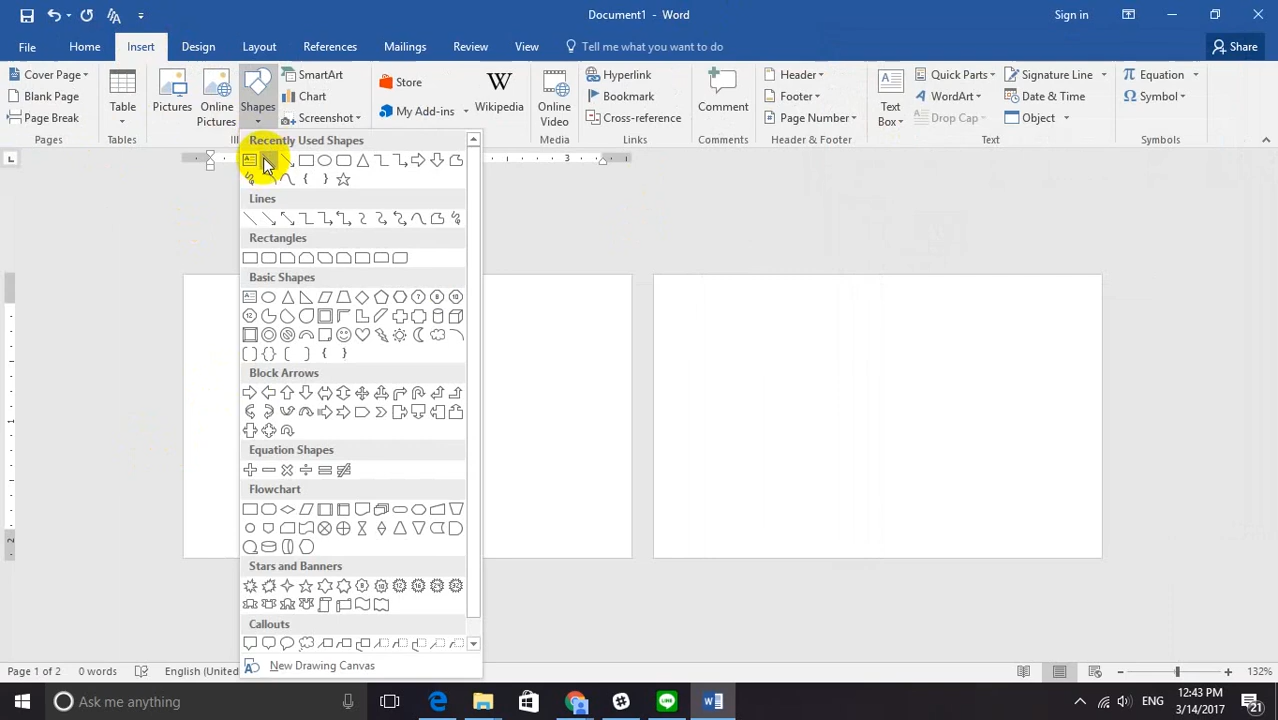 Document1 - Word
Sign in
File
Home
Insert
Design
Layout
References
Mailings
Review
View
Tell me what you want to do
Share
Cover Page
Blank Page
Page Break
Pages
Table
Tables
Pictures
Online
Pictures
Shapes
SmartArt
Chart
Screenshot
Store
My Add-ins
Wikipedia
Online
Video
Media
Hyperlink
Bookmark
Cross-reference
Links
Comment
Comments
Header
Footer
Page Number
Header & Footer
Text
Box
Quick Parts
WordArt
Drop Cap
Signature Line
Date & Time
Object
Text
Equation
Symbol
Symbols
3
1
2
Recently Used Shapes
Lines
Rectangles
Basic Shapes
Block Arrows
Equation Shapes
Flowchart
Stars and Banners
Callouts
New Drawing Canvas
Page 1 of 2
0 words
English (United
132%
Ask me anything
ENG
12:43 PM
3/14/2017
21